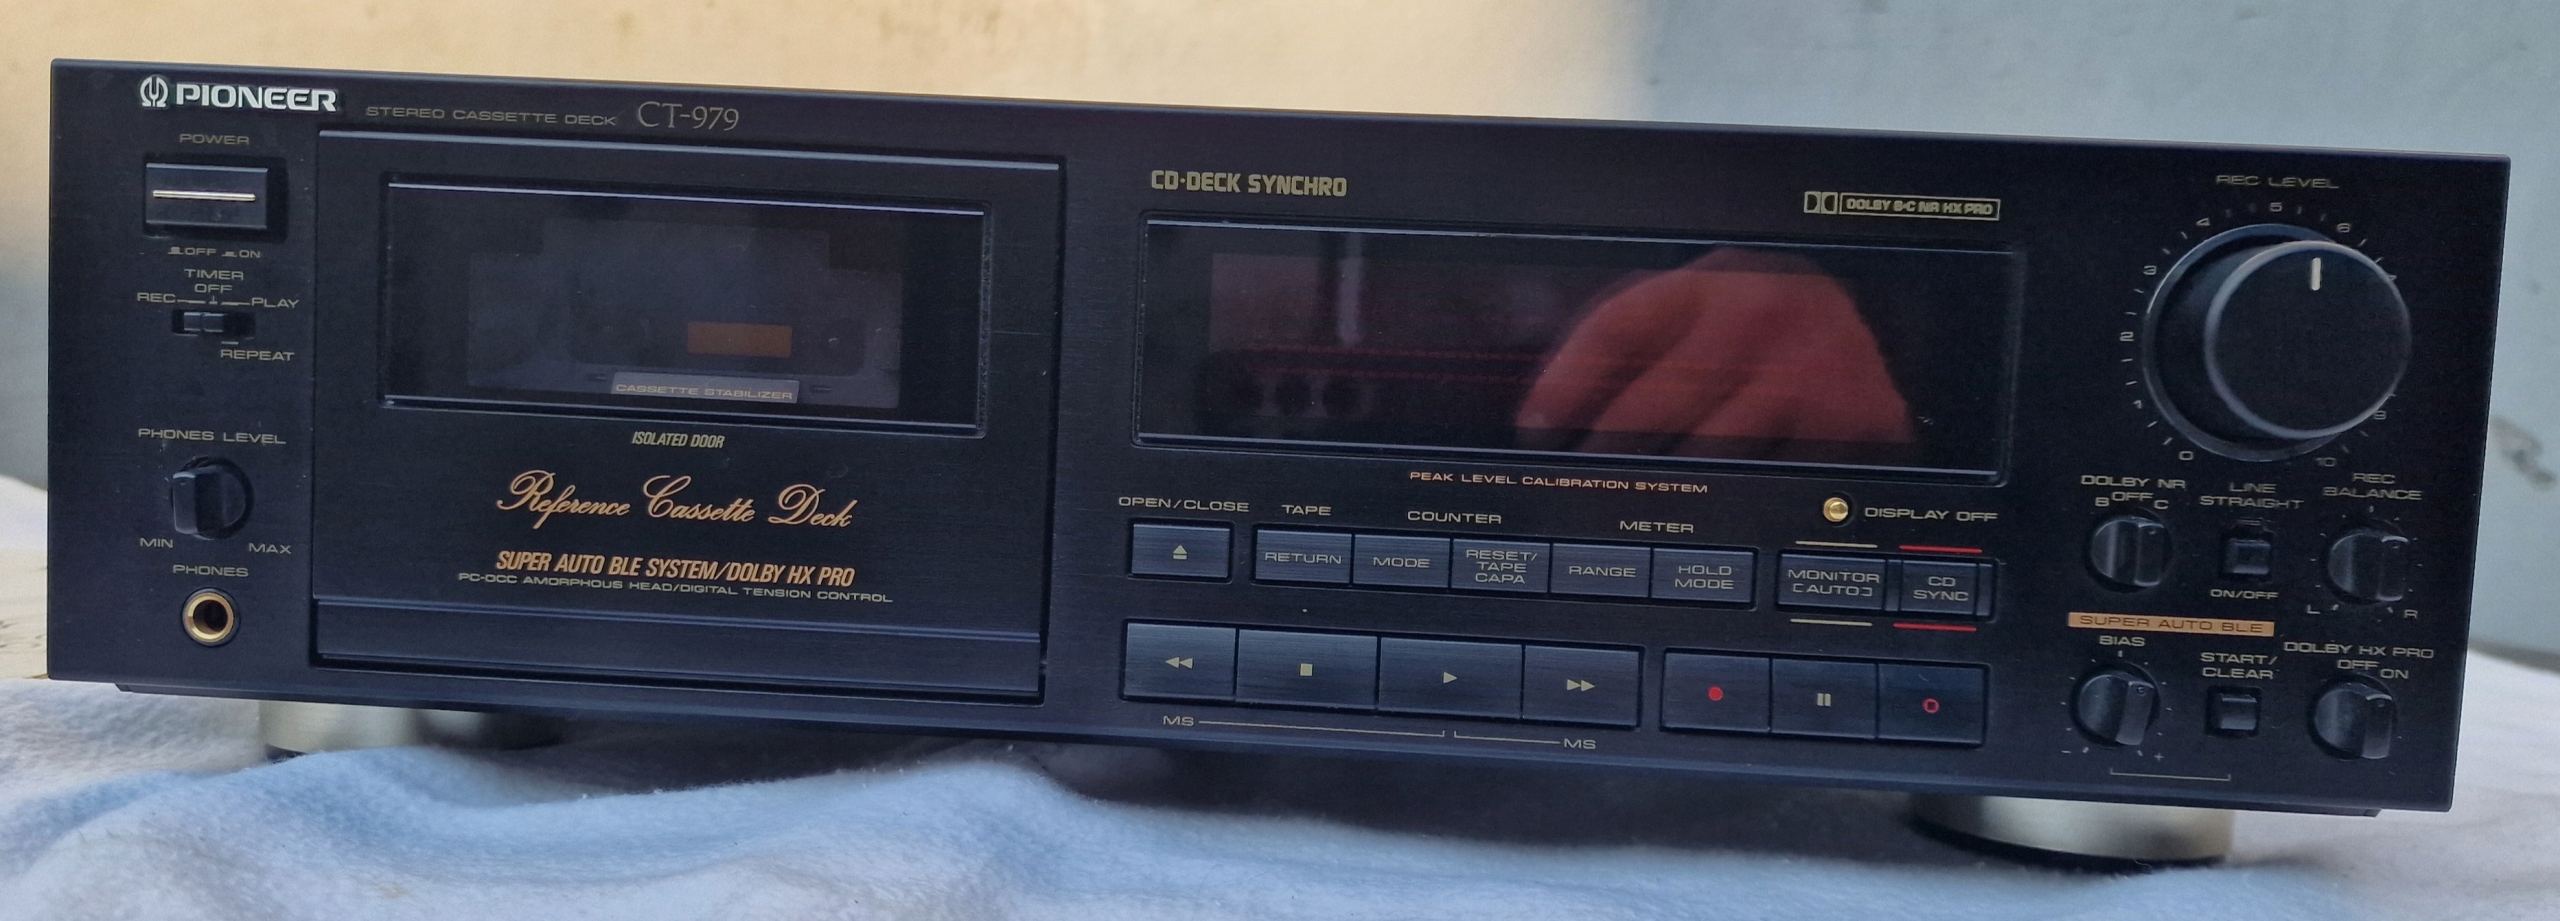 PIONEER
STEREO CASSETTE DECK CT-979
POWER
OFF ON
TIMER
OFF
REC PLAY
REPEAT
PHONES LEVEL
MIN MAX
PHONES
CASSETTE STABILIZER
ISOLATED DOOR
Reference Cassette Deck
SUPER AUTO BLE SYSTEM/DOLBY HX PRO
PC-OCC AMORPHOUS HEAD/DIGITAL TENSION CONTROL
CD·DECK SYNCHRO
DOLBY B·C NR HX PRO
PEAK LEVEL CALIBRATION SYSTEM
DISPLAY OFF
OPEN/CLOSE
TAPE
COUNTER
METER
RETURN
MODE
RESET/
TAPE
CAPA
RANGE
HOLD
MODE
MONITOR
[AUTO]
CD
SYNC
MS MS
REC LEVEL
0 1 2 3 4 5 6 7 9 10
DOLBY NR
OFF
B C
LINE
STRAIGHT
ON/OFF
REC
BALANCE
L R
SUPER AUTO BLE
BIAS
- +
START/
CLEAR
DOLBY HX PRO
OFF ON